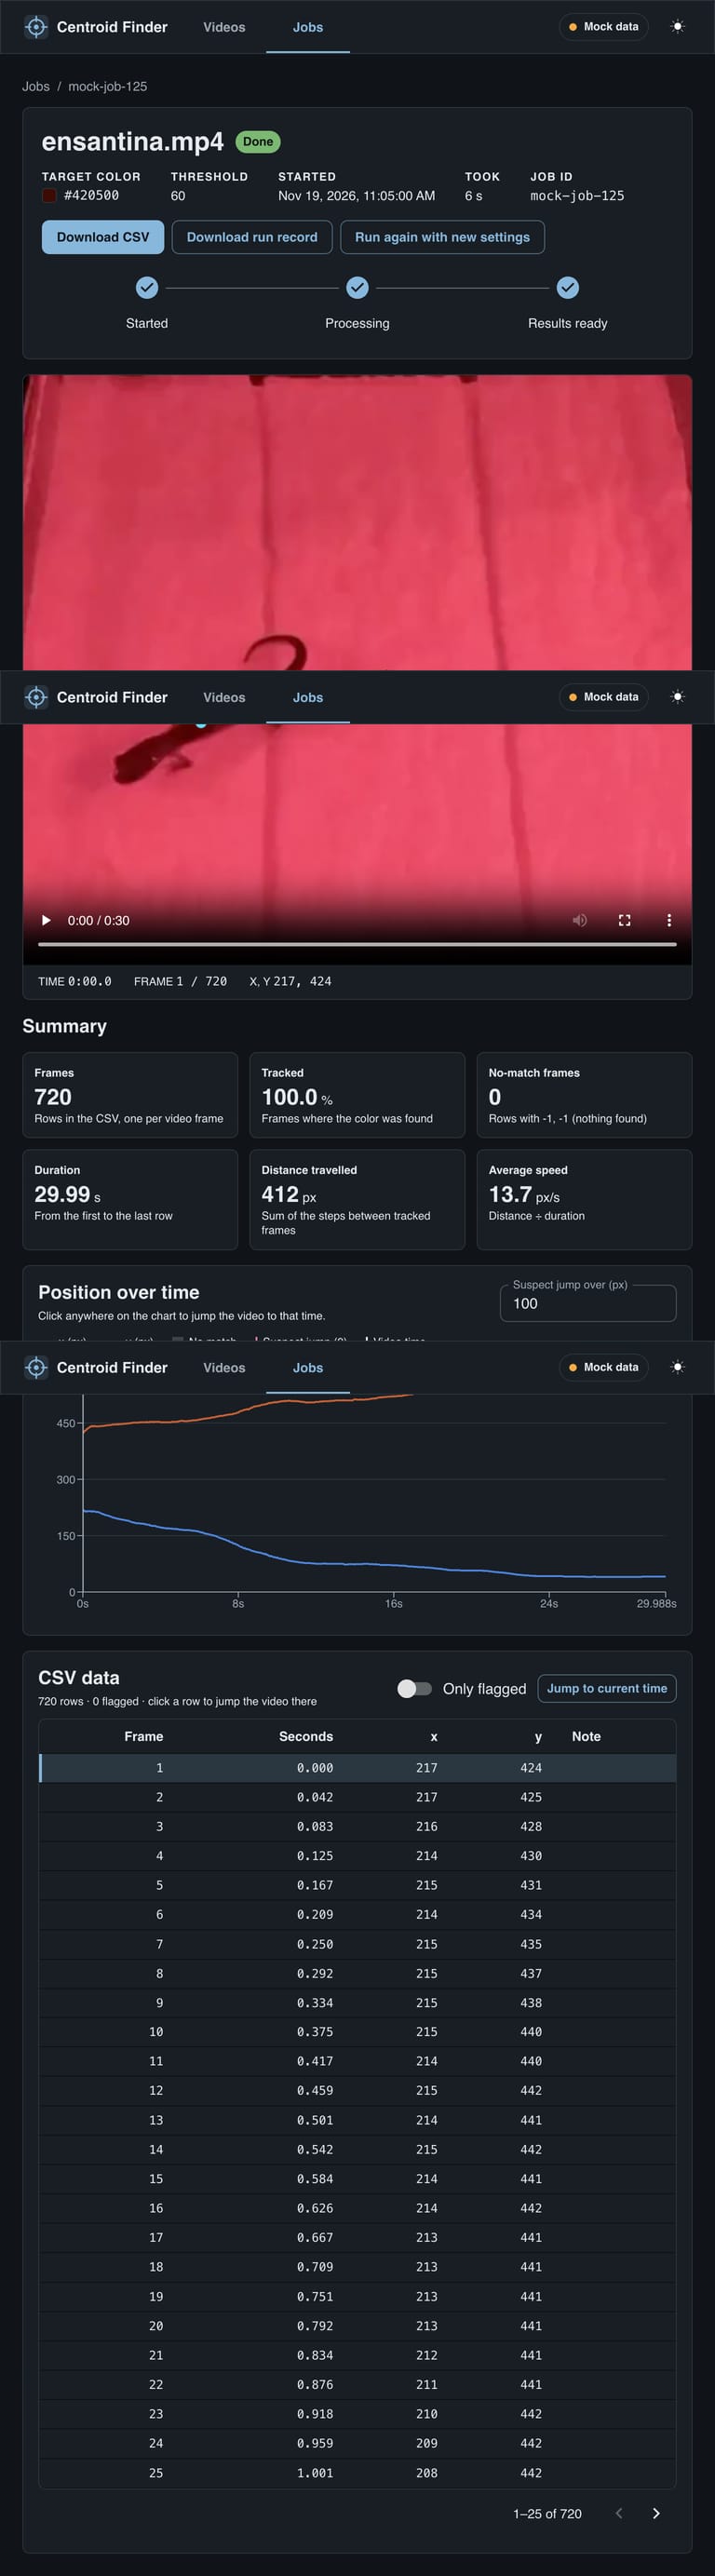 Centroid Finder Videos Jobs Mock data
Jobs / mock-job-125
ensantina.mp4 Done
TARGET COLOR THRESHOLD STARTED TOOK JOB ID
#420500 60 Nov 19, 2026, 11:05:00 AM 6 s mock-job-125
Download CSV Download run record Run again with new settings
Started Processing Results ready
Centroid Finder Videos Jobs Mock data
0:00 / 0:30
TIME 0:00.0 FRAME 1 / 720 X, Y 217, 424
Summary
Frames Tracked No-match frames
720 100.0 % 0
Rows in the CSV, one per video frame Frames where the color was found Rows with -1, -1 (nothing found)
Duration Distance travelled Average speed
29.99 s 412 px 13.7 px/s
From the first to the last row Sum of the steps between tracked frames Distance ÷ duration
Position over time Suspect jump over (px)
Click anywhere on the chart to jump the video to that time. 100
Centroid Finder Videos Jobs Mock data
450
300
150
0
0s 8s 16s 24s 29.988s
CSV data
720 rows · 0 flagged · click a row to jump the video there Only flagged Jump to current time
Frame Seconds x y Note
1 0.000 217 424
2 0.042 217 425
3 0.083 216 428
4 0.125 214 430
5 0.167 215 431
6 0.209 214 434
7 0.250 215 435
8 0.292 215 437
9 0.334 215 438
10 0.375 215 440
11 0.417 214 440
12 0.459 215 442
13 0.501 214 441
14 0.542 215 442
15 0.584 214 441
16 0.626 214 442
17 0.667 213 441
18 0.709 213 441
19 0.751 213 441
20 0.792 213 441
21 0.834 212 441
22 0.876 211 441
23 0.918 210 442
24 0.959 209 442
25 1.001 208 442
1–25 of 720